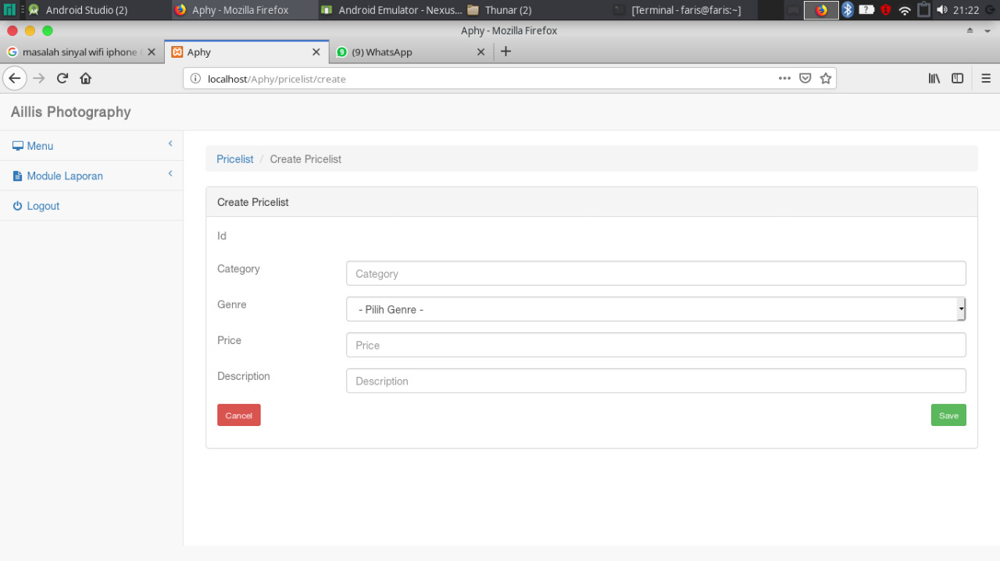 Android Studio (2) Aphy - Mozilla Firefox Android Emulator - Nexus... Thunar (2) [Terminal - faris@faris:~] 21:22
Aphy - Mozilla Firefox
masalah sinyal wifi iphone Aphy (9) WhatsApp
localhost/Aphy/pricelist/create
Aillis Photography
Menu
Module Laporan
Logout
Pricelist / Create Pricelist
Create Pricelist
Id
Category Category
Genre - Pilih Genre -
Price Price
Description Description
Cancel Save